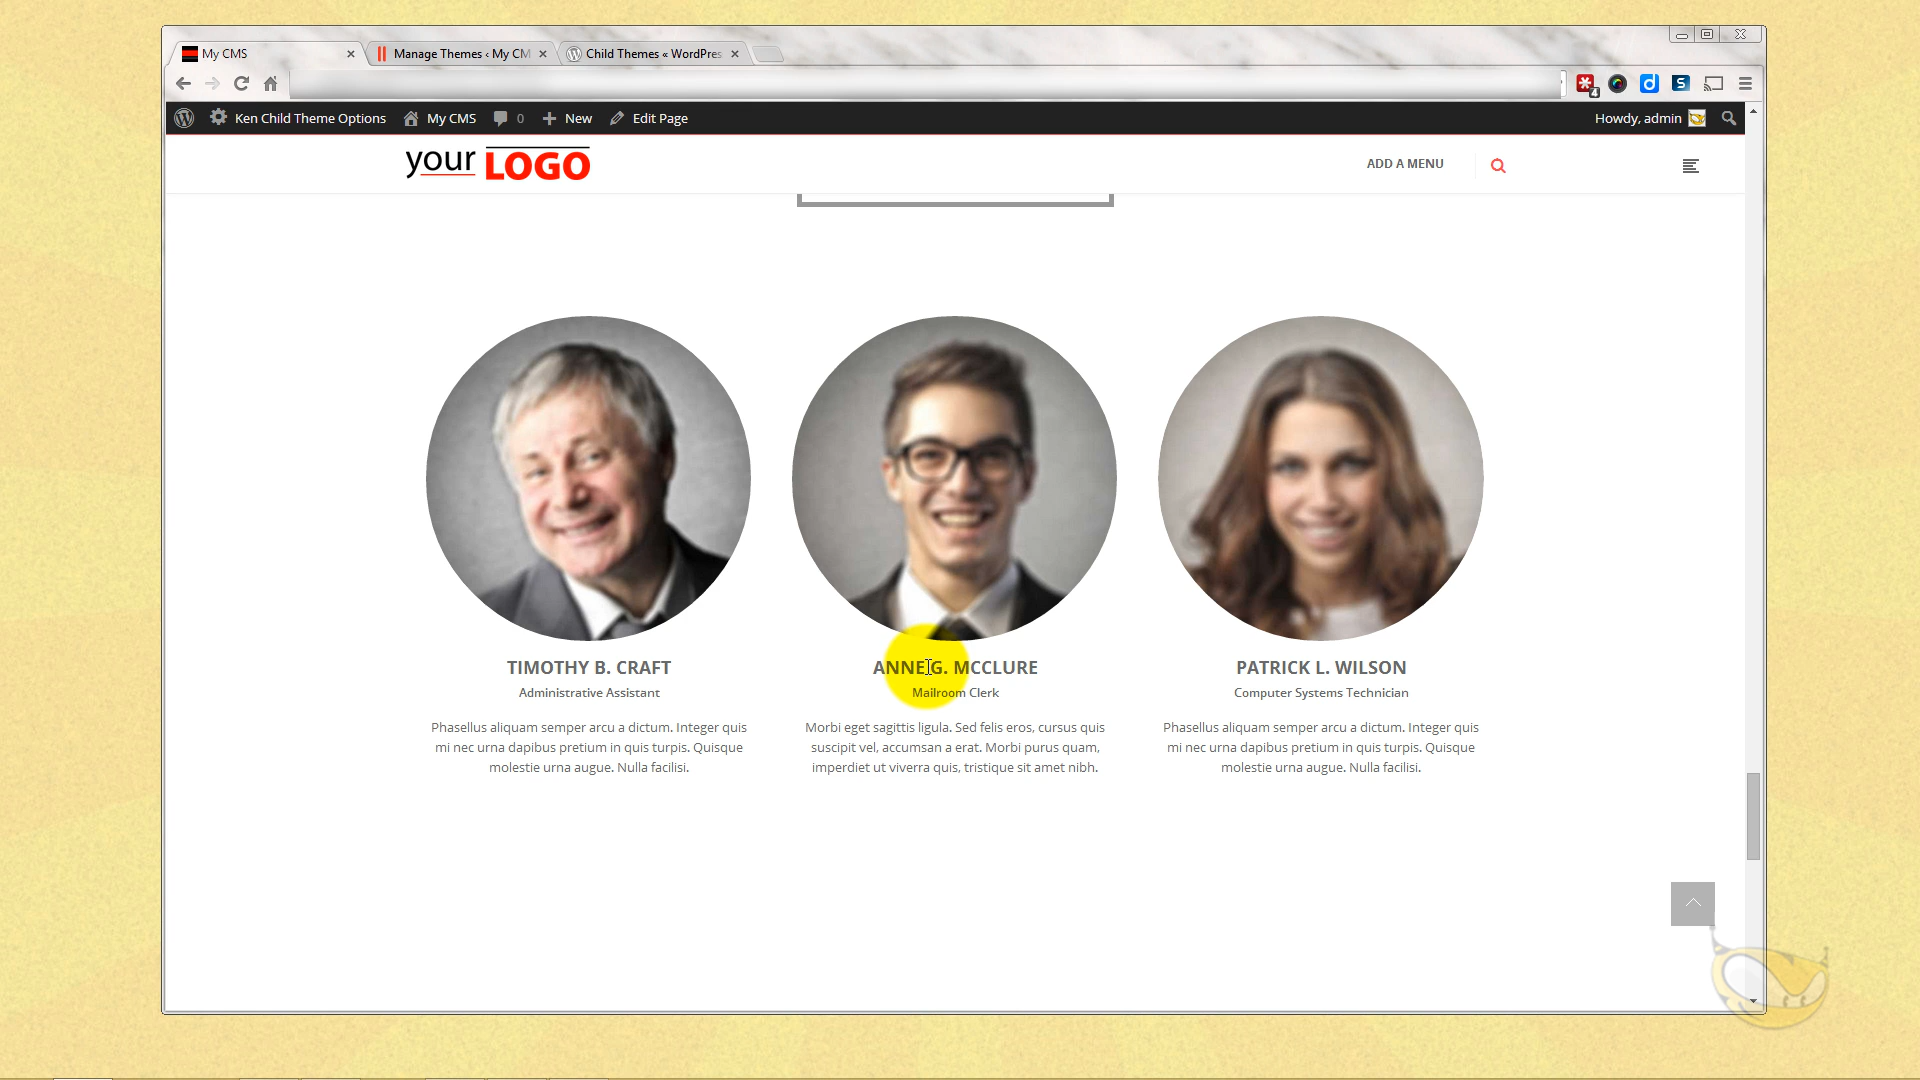 My CMS
Manage Themes ‹ My CM
Child Themes « WordPres
4
Ken Child Theme Options
My CMS
0
New
Edit Page
Howdy, admin
your LOGO
ADD A MENU
TIMOTHY B. CRAFT
Administrative Assistant
Phasellus aliquam semper arcu a dictum. Integer quis
mi nec urna dapibus pretium in quis turpis. Quisque
molestie urna augue. Nulla facilisi.
ANNE G. MCCLURE
Mailroom Clerk
Morbi eget sagittis ligula. Sed felis eros, cursus quis
suscipit vel, accumsan a erat. Morbi purus quam,
imperdiet ut viverra quis, tristique sit amet nibh.
PATRICK L. WILSON
Computer Systems Technician
Phasellus aliquam semper arcu a dictum. Integer quis
mi nec urna dapibus pretium in quis turpis. Quisque
molestie urna augue. Nulla facilisi.